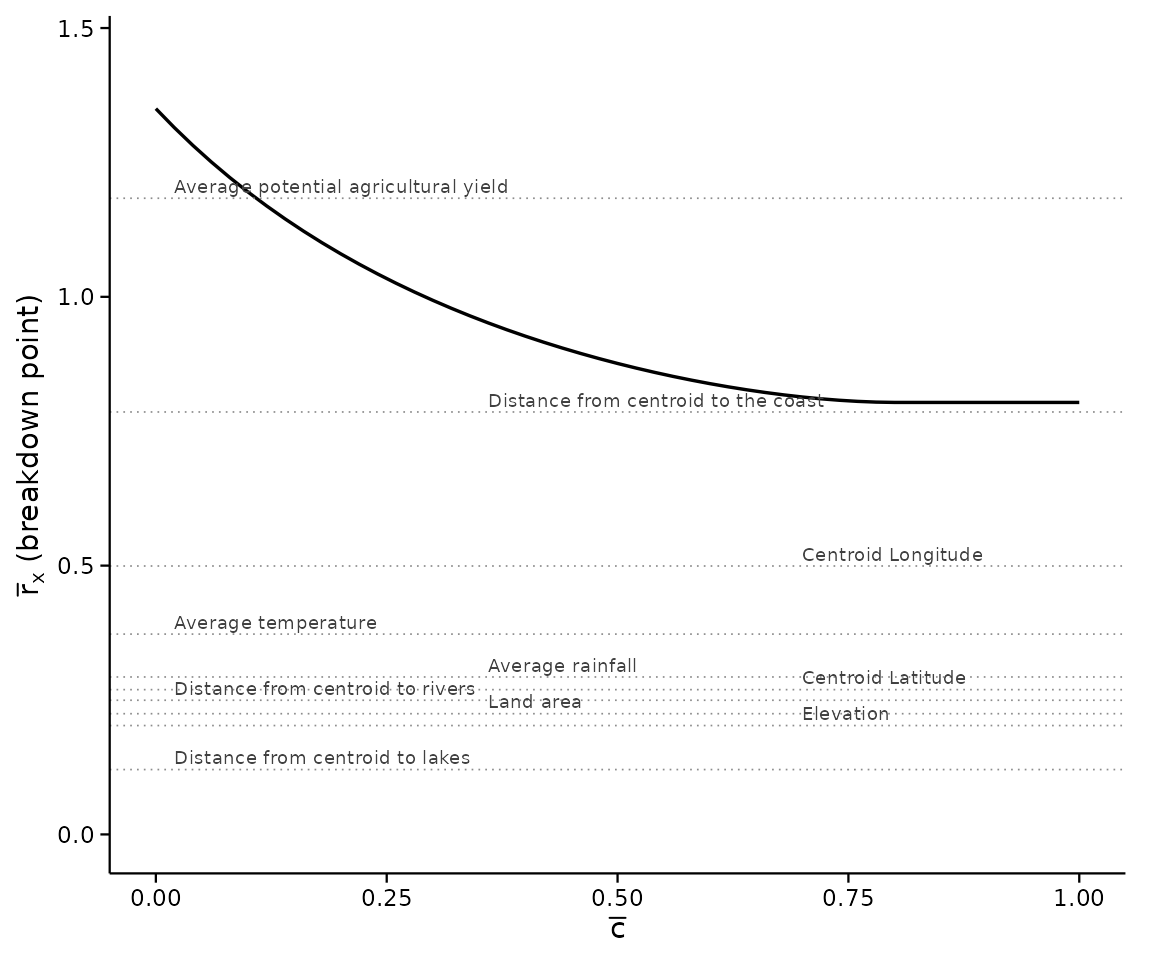 1.5
Average potential agricultural yield
1.0
Distance from centroid to the coast
Centroid Longitude
0.5
Average temperature
Average rainfall
Centroid Latitude
Distance from centroid to rivers
Land area
Elevation
Distance from centroid to lakes
0.0
r̅ₓ (breakdown point)
0.00 0.25 0.50 0.75 1.00
c̅